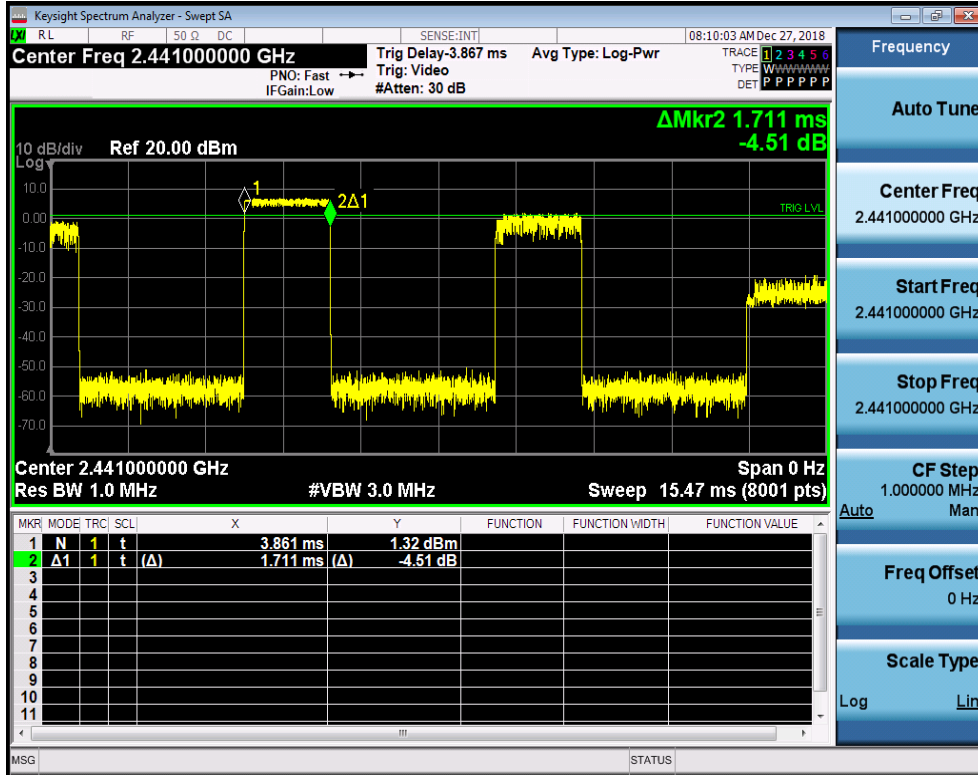 Keysight Spectrum Analyzer - Swept SA
LXI RL RF 50 Ω DC SENSE:INT 08:10:03 AM Dec 27, 2018
Center Freq 2.441000000 GHz
PNO: Fast
IFGain:Low
Trig Delay-3.867 ms
Trig: Video
#Atten: 30 dB
Avg Type: Log-Pwr
TRACE 1 2 3 4 5 6
TYPE WWWWWW
DET P P P P P P
ΔMkr2 1.711 ms
-4.51 dB
10 dB/div Ref 20.00 dBm
Log
10.0
0.00
-10.0
-20.0
-30.0
-40.0
-50.0
-60.0
-70.0
1
2Δ1
TRIG LVL
Center 2.441000000 GHz Span 0 Hz
Res BW 1.0 MHz #VBW 3.0 MHz Sweep 15.47 ms (8001 pts)
MKR MODE TRC SCL X Y FUNCTION FUNCTION WIDTH FUNCTION VALUE
1 N 1 t 3.861 ms 1.32 dBm
2 Δ1 1 t (Δ) 1.711 ms (Δ) -4.51 dB
3
4
5
6
7
8
9
10
11
MSG STATUS
Frequency
Auto Tune
Center Freq
2.441000000 GHz
Start Freq
2.441000000 GHz
Stop Freq
2.441000000 GHz
CF Step
1.000000 MHz
Auto Man
Freq Offset
0 Hz
Scale Type
Log Lin